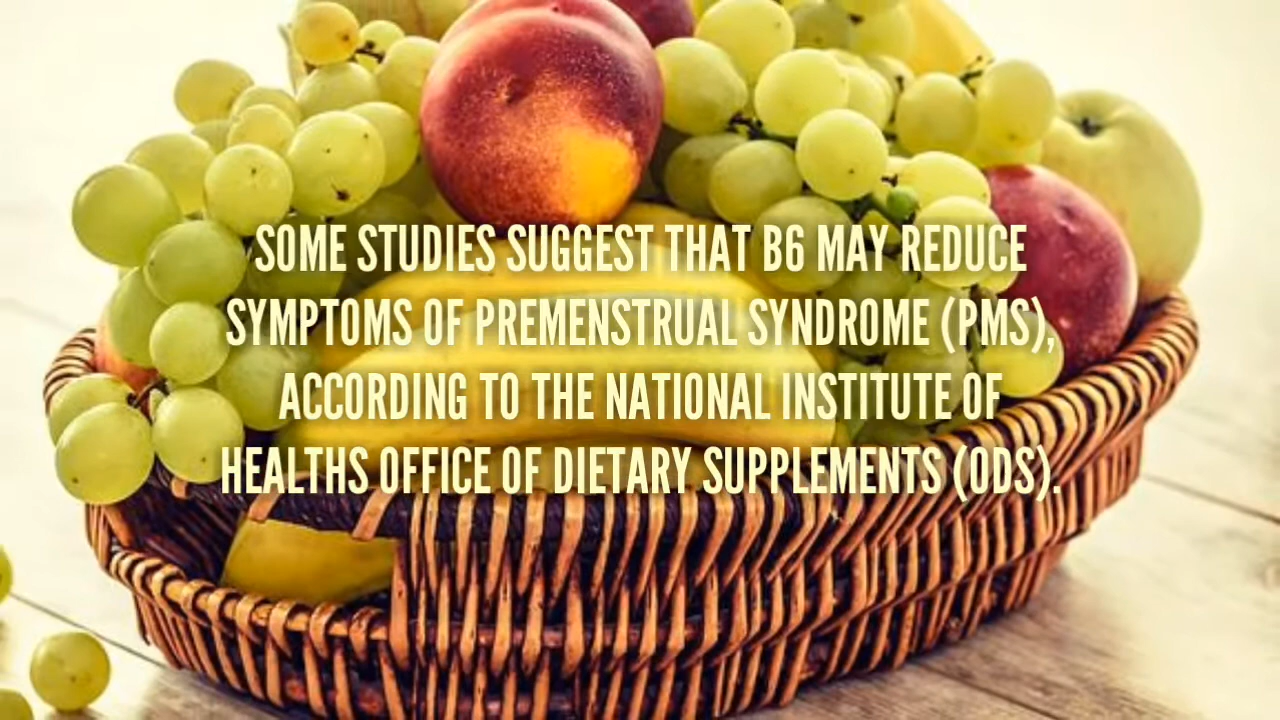 SOME STUDIES SUGGEST THAT B6 MAY REDUCE
SYMPTOMS OF PREMENSTRUAL SYNDROME (PMS),
ACCORDING TO THE NATIONAL INSTITUTE OF
HEALTHS OFFICE OF DIETARY SUPPLEMENTS (ODS).